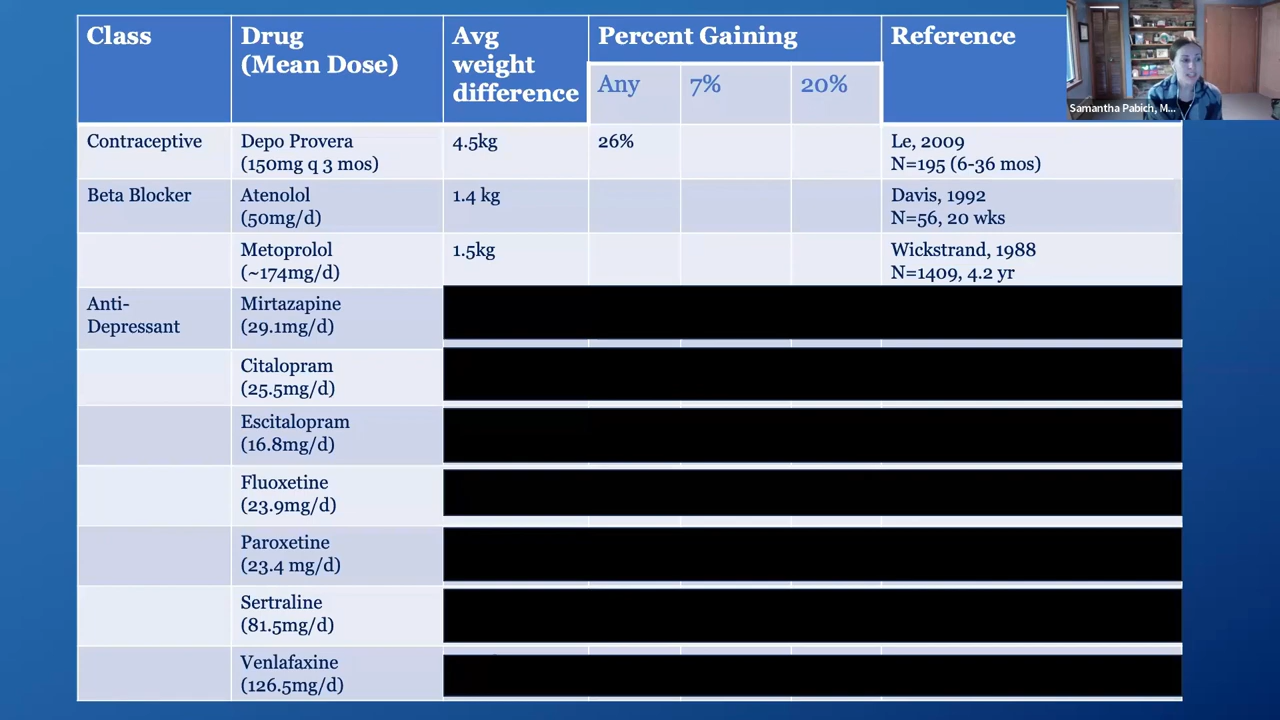 Class
Drug
(Mean Dose)
Avg
weight
difference
Percent Gaining
Reference
Any
7%
20%
Samantha Pabich, M...
Contraceptive
Depo Provera
(150mg q 3 mos)
4.5kg
26%
Le, 2009
N=195 (6-36 mos)
Beta Blocker
Atenolol
(50mg/d)
1.4 kg
Davis, 1992
N=56, 20 wks
Metoprolol
(~174mg/d)
1.5kg
Wickstrand, 1988
N=1409, 4.2 yr
Anti-
Depressant
Mirtazapine
(29.1mg/d)
Citalopram
(25.5mg/d)
Escitalopram
(16.8mg/d)
Fluoxetine
(23.9mg/d)
Paroxetine
(23.4 mg/d)
Sertraline
(81.5mg/d)
Venlafaxine
(126.5mg/d)